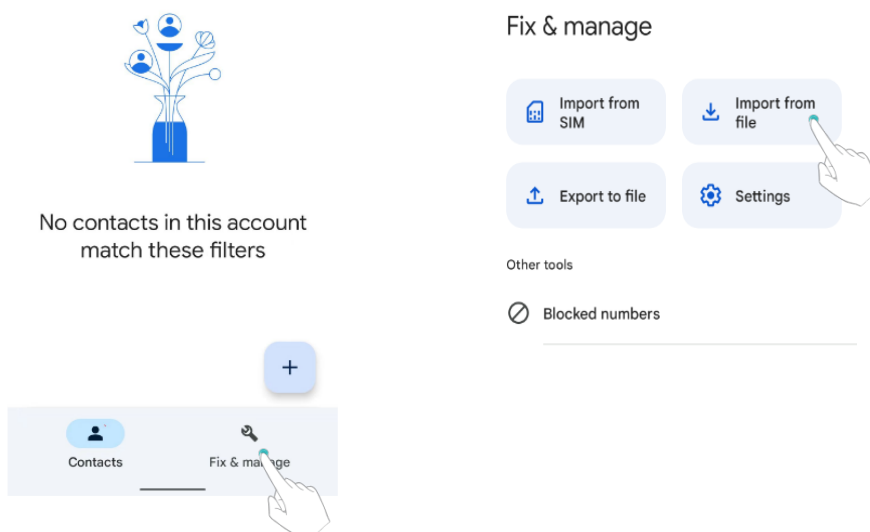 No contacts in this account
match these filters
+
Contacts
Fix & manage
Fix & manage
Import from
SIM
Import from
file
Export to file
Settings
Other tools
Blocked numbers